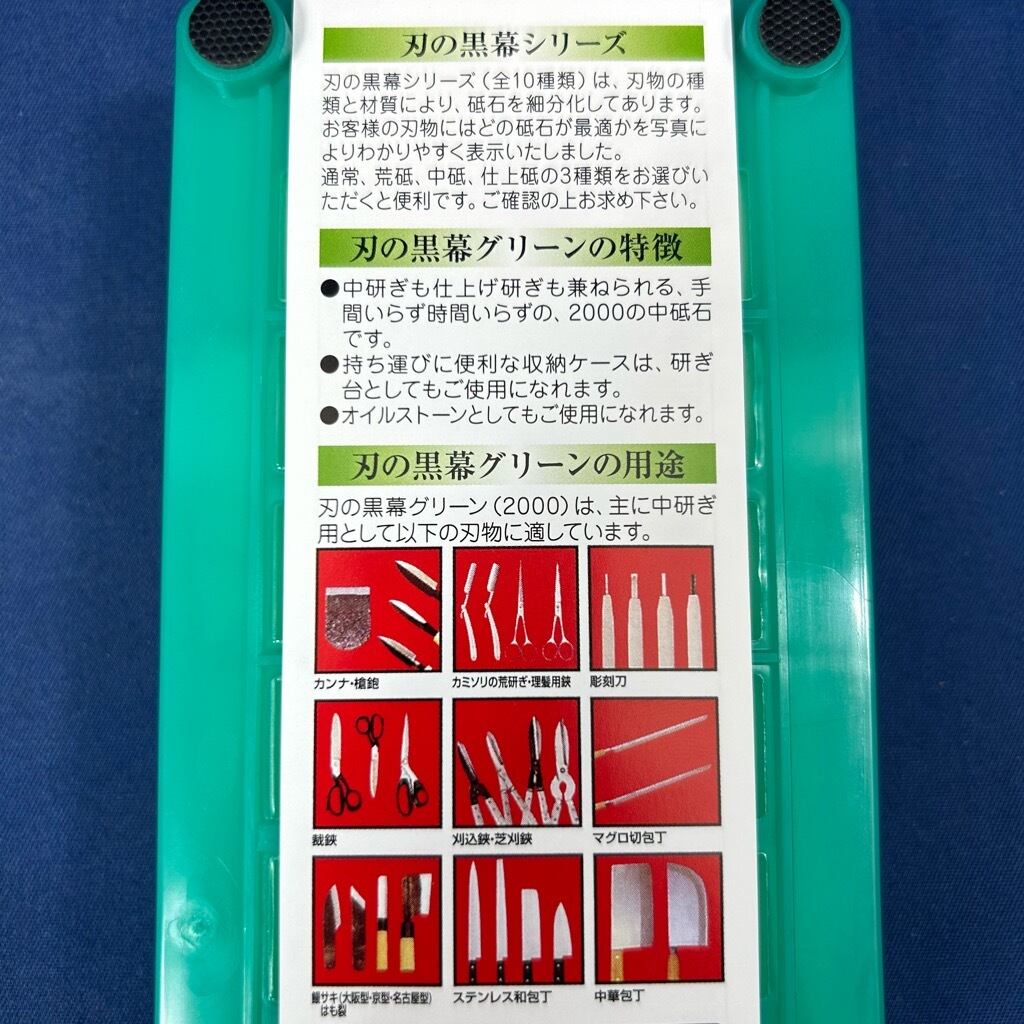 刃の黒幕シリーズ
刃の黒幕シリーズ(全10種類)は、刃物の種
類と材質により、砥石を細分化してあります。
お客様の刃物にはどの砥石が最適かを写真に
よりわかりやすく表示いたしました。
通常、荒砥、中砥、仕上砥の3種類をお選びい
ただくと便利です。ご確認の上お求め下さい。
刃の黒幕グリーンの特徴
●中研ぎも仕上げ研ぎも兼ねられる、手
間いらず時間いらずの、2000の中砥石
です。
●持ち運びに便利な収納ケースは、研ぎ
台としてもご使用になれます。
●オイルストーンとしてもご使用になれます。
刃の黒幕グリーンの用途
刃の黒幕グリーン(2000)は、主に中研ぎ
用として以下の刃物に適しています。
カンナ・槍鉋
カミソリの荒研ぎ・理髪用鋏
彫刻刀
裁鋏
刈込鋏・芝刈鋏
マグロ切包丁
鰻サキ(大阪型・京型・名古屋型)
はも裂
ステンレス和包丁
中華包丁